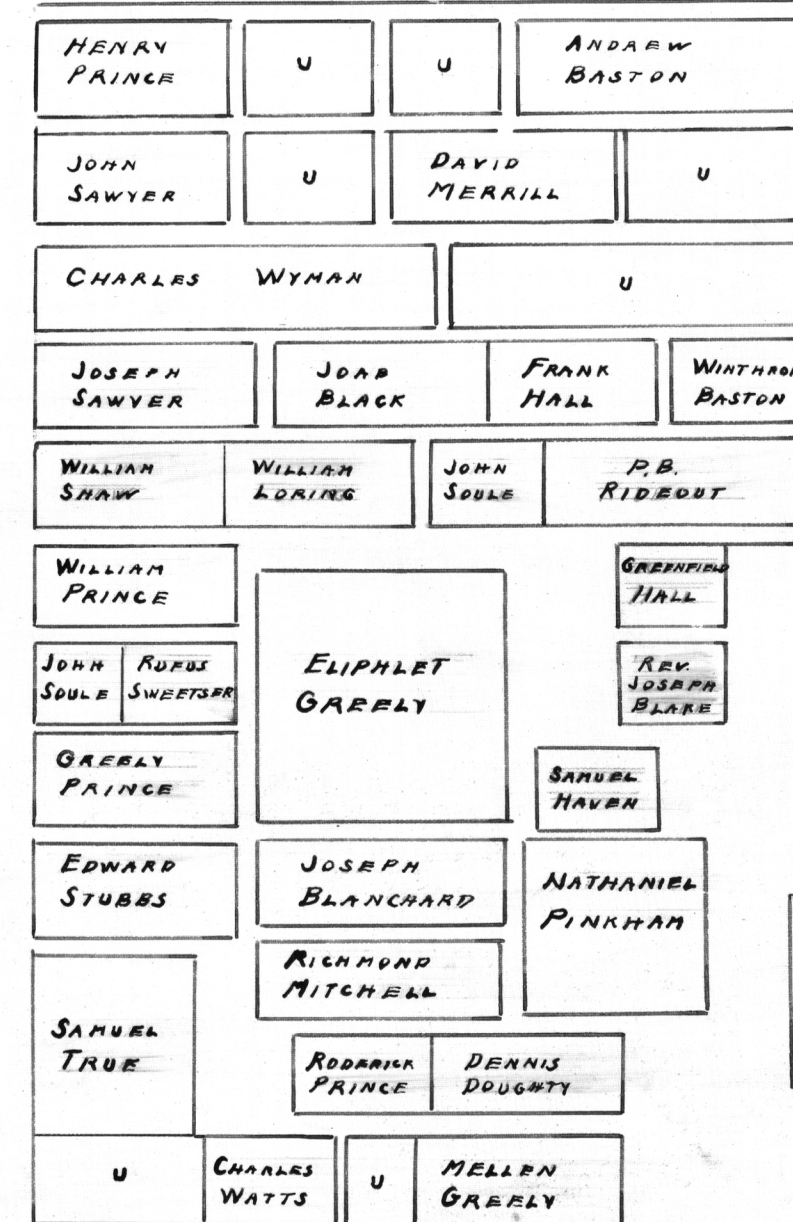 HENRY
PRINCE
U
U
ANDREW
BASTON
JOHN
SAWYER
U
DAVID
MERRILL
U
CHARLES WYMAN
U
JOSEPH
SAWYER
JOAB
BLACK
FRANK
HALL
WINTHRO
BASTON
WILLIAM
SHAW
WILLIAM
LORING
JOHN
SOULE
P.B.
RIDEOUT
WILLIAM
PRINCE
GREENFIELD
HALL
JOHN
SOULE
RUFUS
SWEETSER
ELIPHLET
GREELY
REV.
JOSEPH
BLAKE
GREELY
PRINCE
SAMUEL
HAVEN
EDWARD
STUBBS
JOSEPH
BLANCHARD
NATHANIEL
PINKHAM
RICHMOND
MITCHELL
SAMUEL
TRUE
RODERICK
PRINCE
DENNIS
DOUGHTY
U
CHARLES
WATTS
U
MELLEN
GREELY